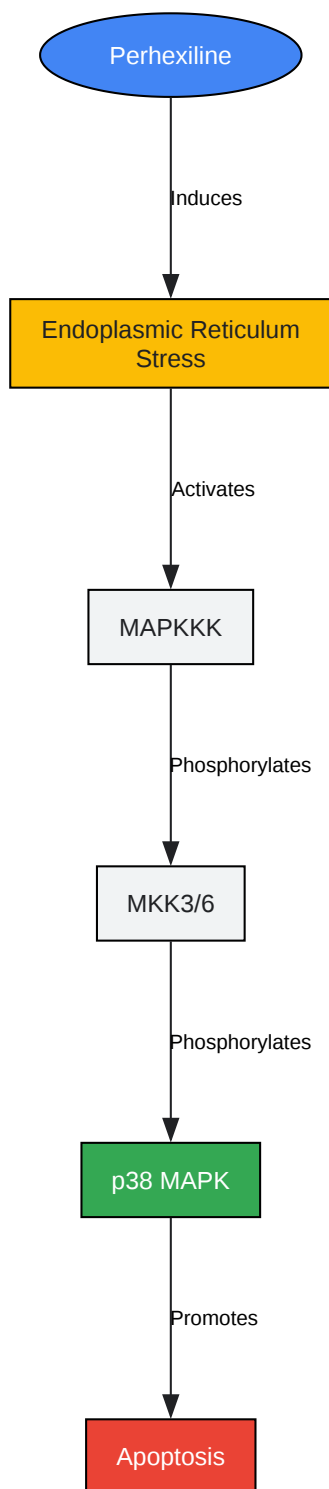 Perhexiline
Induces
Endoplasmic Reticulum
Stress
Activates
MAPKKK
Phosphorylates
MKK3/6
Phosphorylates
p38 MAPK
Promotes
Apoptosis